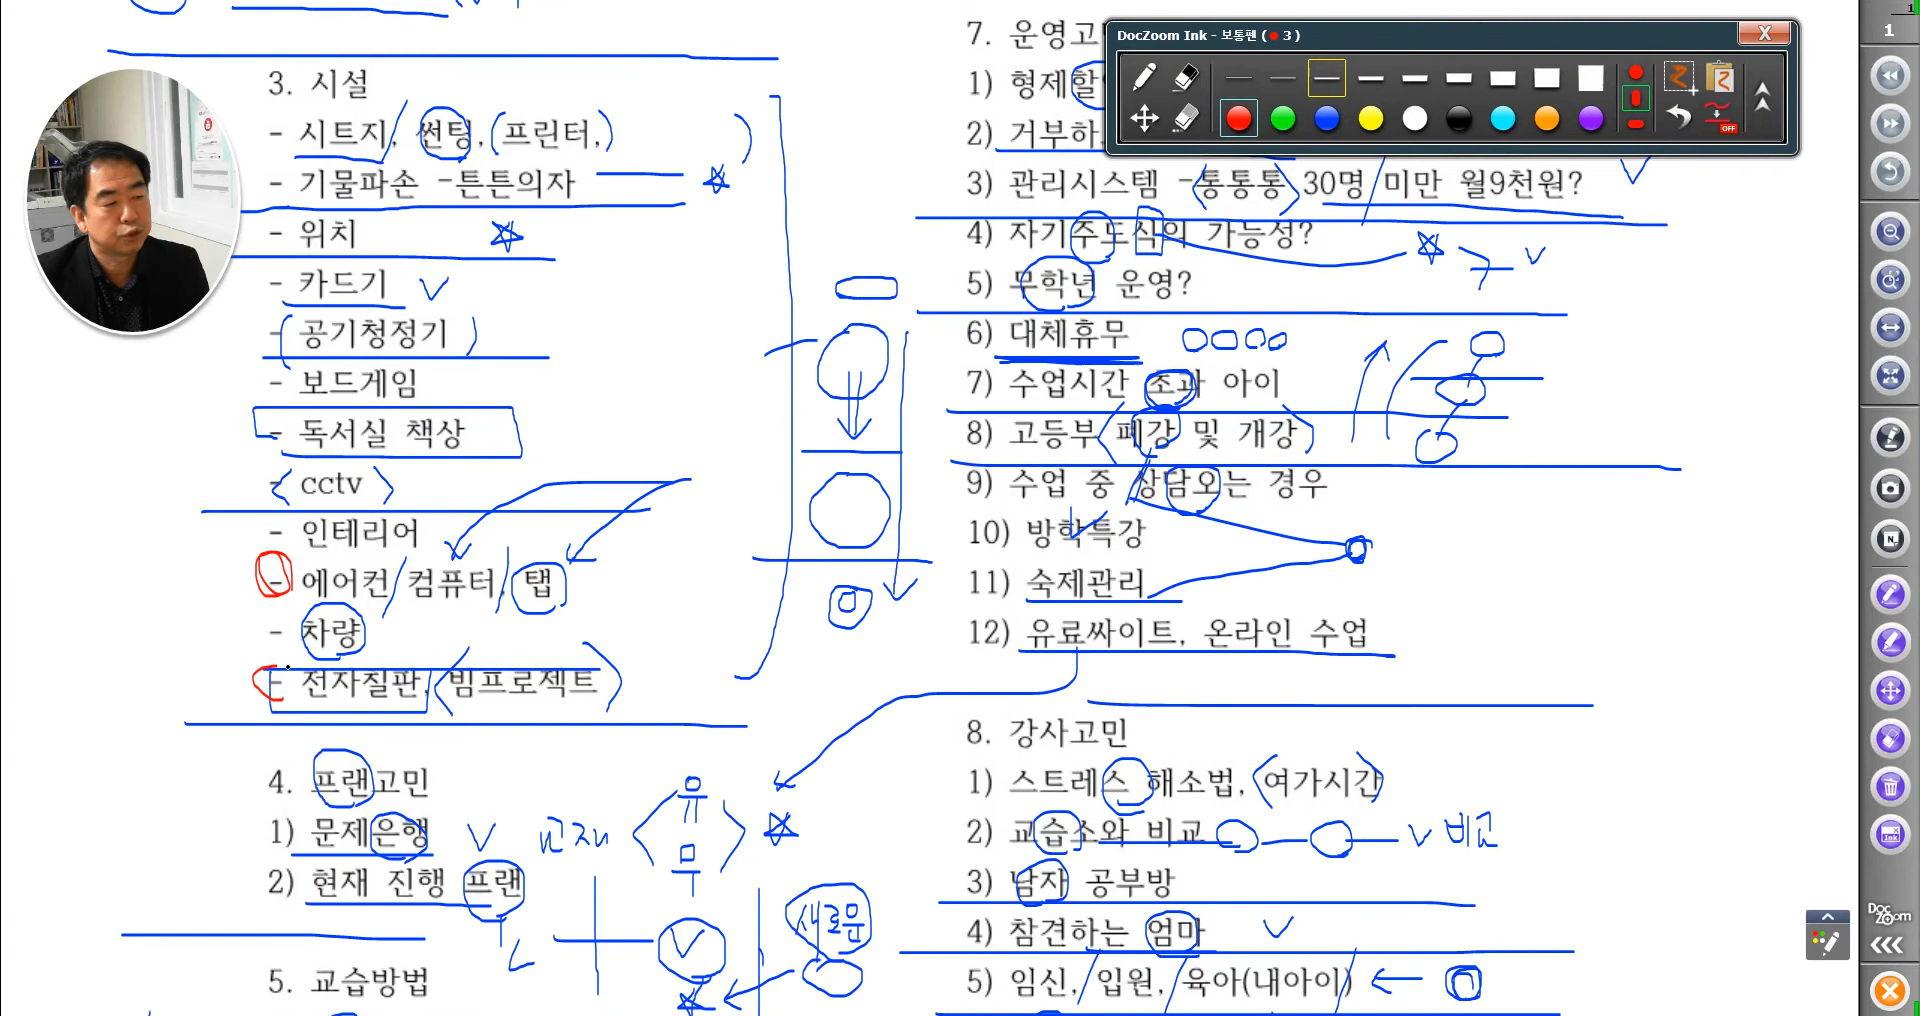 3. 시설
- 시트지, 썬팅, 프린터,
- 기물파손 -튼튼의자
- 위치
- 카드기
- 공기청정기
- 보드게임
- 독서실 책상
- cctv
- 인테리어
- 에어컨, 컴퓨터, 탭
- 차량
- 전자칠판, 빔프로젝트
4. 프랜고민
1) 문제은행
교재
유
무
2) 현재 진행 프랜
새로운
5. 교습방법
7. 운영고
1) 형제할
2) 거부하
3) 관리시스템 -통통통 30명 미만 월9천원?
4) 자기주도식의 가능성?
5) 무학년 운영?
6) 대체휴무
7) 수업시간 초과 아이
8) 고등부 폐강 및 개강
9) 수업 중 상담오는 경우
10) 방학특강
11) 숙제관리
12) 유료싸이트, 온라인 수업
8. 강사고민
1) 스트레스 해소법, 여가시간
2) 교습소와 비교
비교
3) 남자 공부방
4) 참견하는 엄마
5) 임신, 입원, 육아(내아이)
DocZoom Ink - 보통펜 ( 3 )
X
OFF
1
1
N
Ink
Doc
Zoom